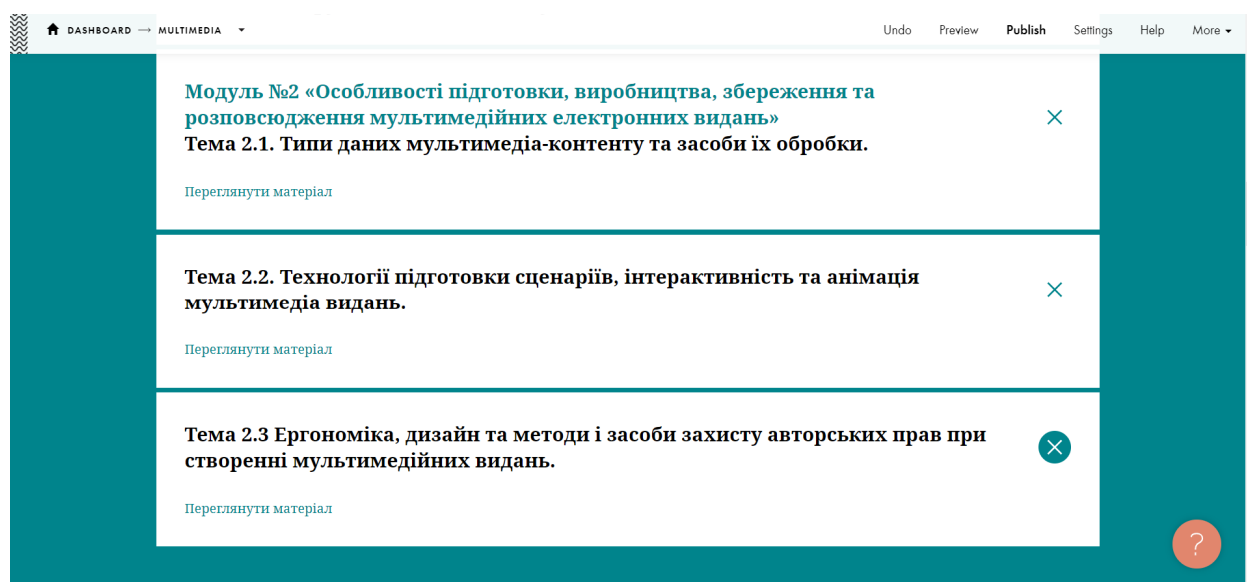 DASHBOARD → MULTIMEDIA
Undo Preview Publish Settings Help More
Модуль №2 «Особливості підготовки, виробництва, збереження та
розповсюдження мультимедійних електронних видань»
Тема 2.1. Типи даних мультимедіа-контенту та засоби їх обробки.
Переглянути матеріал
Тема 2.2. Технології підготовки сценаріїв, інтерактивність та анімація
мультимедіа видань.
Переглянути матеріал
Тема 2.3 Ергономіка, дизайн та методи і засоби захисту авторських прав при
створенні мультимедійних видань.
Переглянути матеріал
?